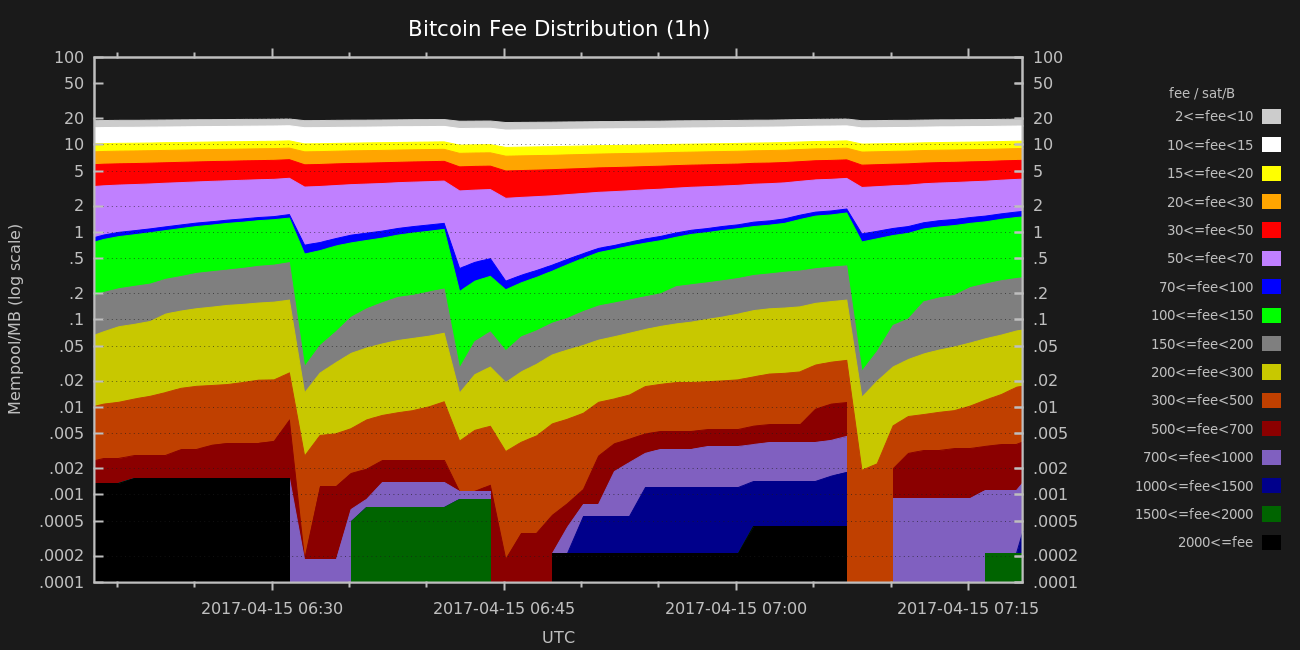 Bitcoin Fee Distribution (1h)
Mempool/MB (log scale)
100
50
20
10
5
2
1
.5
.2
.1
.05
.02
.01
.005
.002
.001
.0005
.0002
.0001
100
50
20
10
5
2
1
.5
.2
.1
.05
.02
.01
.005
.002
.001
.0005
.0002
.0001
2017-04-15 06:30
2017-04-15 06:45
2017-04-15 07:00
2017-04-15 07:15
UTC
fee / sat/B
2<=fee<10
10<=fee<15
15<=fee<20
20<=fee<30
30<=fee<50
50<=fee<70
70<=fee<100
100<=fee<150
150<=fee<200
200<=fee<300
300<=fee<500
500<=fee<700
700<=fee<1000
1000<=fee<1500
1500<=fee<2000
2000<=fee